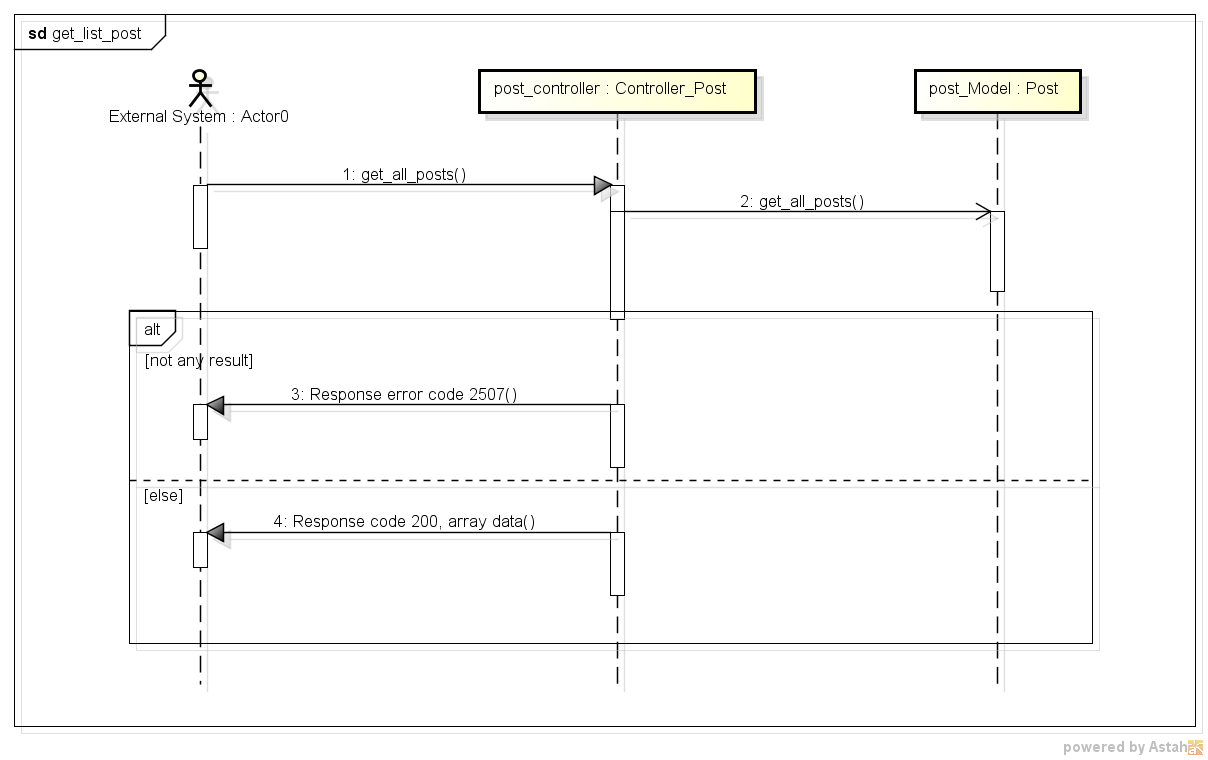 sd get_list_post
External System : Actor0
post_controller : Controller_Post
post_Model : Post
1: get_all_posts()
2: get_all_posts()
alt
[not any result]
3: Response error code 2507()
[else]
4: Response code 200, array data()
powered by Astah